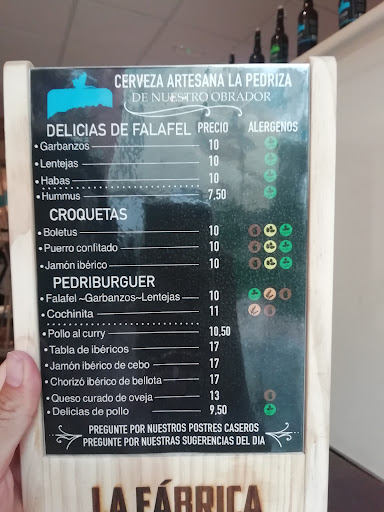 CERVEZA ARTESANA LA PEDRIZA
DE NUESTRO OBRADOR
DELICIAS DE FALAFEL PRECIO ALERGENOS
•Garbanzos 10
•Lentejas 10
•Habas 10
•Hummus 7,50
CROQUETAS
•Boletus 10
•Puerro confitado 10
•Jamón ibérico 10
PEDRIBURGUER
•Falafel ~Garbanzos~Lentejas 10
•Cochinita 11
•Pollo al curry 10,50
•Tabla de ibéricos 17
•Jamón ibérico de cebo 17
•Chorizó ibérico de bellota 17
•Queso curado de oveja 13
•Delicias de pollo 9,50
PREGUNTE POR NUESTROS POSTRES CASEROS
PREGUNTE POR NUESTRAS SUGERENCIAS DEL DIA
LA FÁBRICA